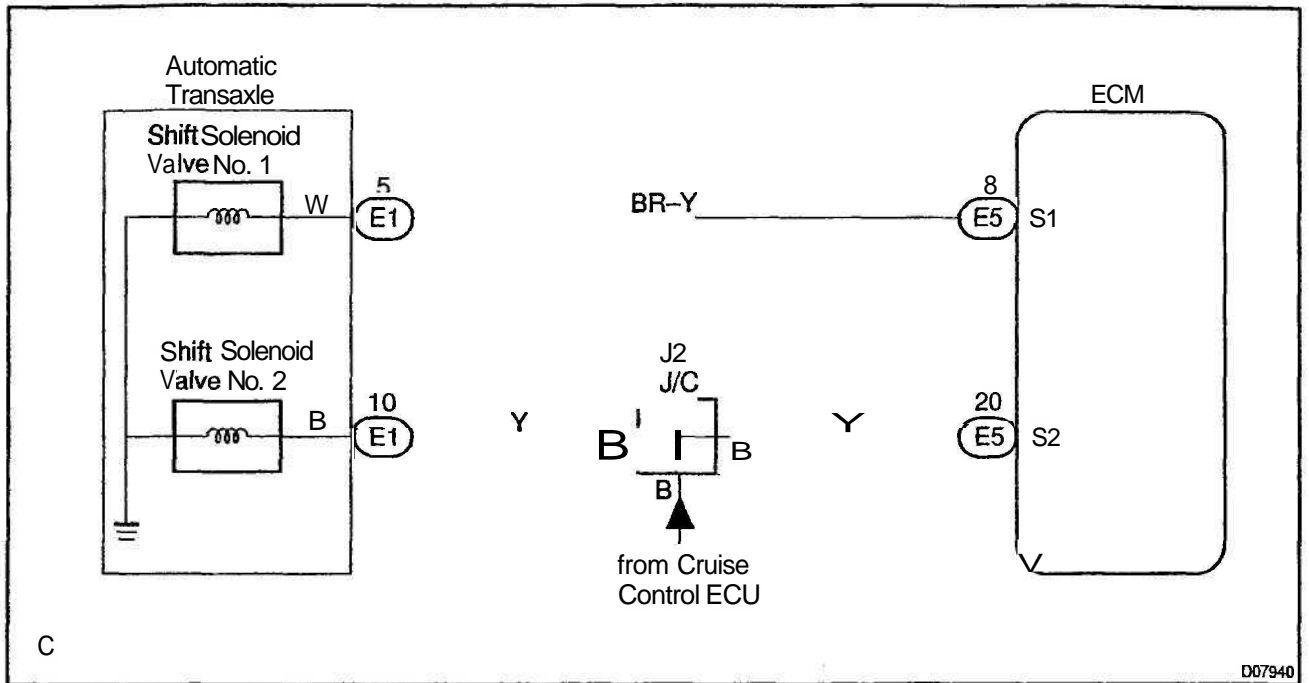 Automatic
Transaxle
ECM
Shift Solenoid
Valve No. 1
W
5
E1
BR-Y
8
E5
S1
Shift Solenoid
Valve No. 2
B
10
E1
Y
J2
J/C
B
B
B
Y
20
E5
S2
from Cruise
Control ECU
V
C
D07940